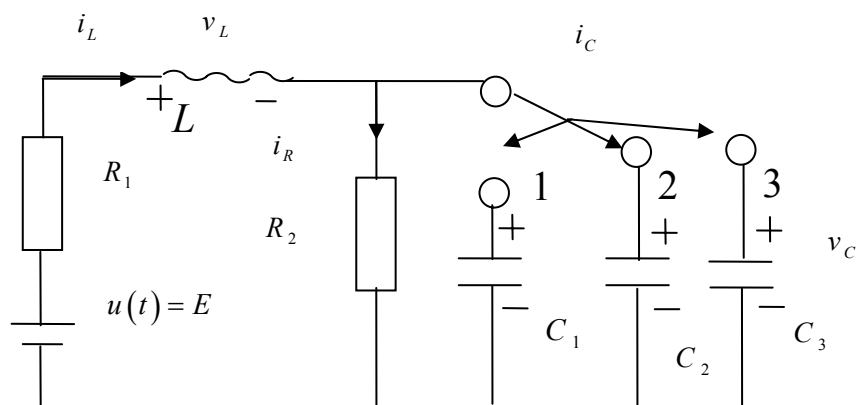 i_L
v_L
i_C
+ L −
i_R
R_1
R_2
1
2
3
+
+
+
v_C
u(t) = E
−
−
−
C_1
C_2
C_3